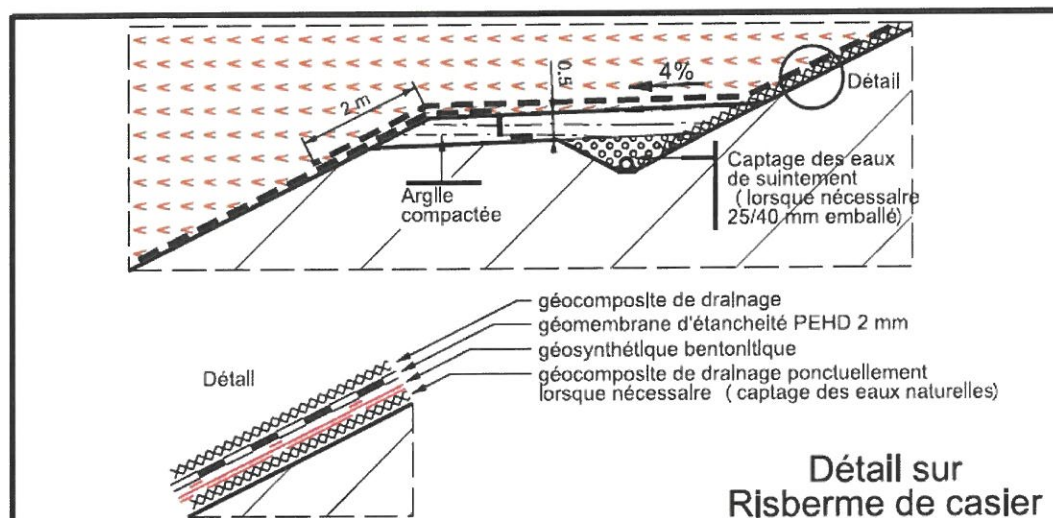 2 m
0.5
4%
Détail
Argile
compactée
Captage des eaux
de suintement
( lorsque nécessaire
25/40 mm emballé)
géocomposite de drainage
géomembrane d'étancheité PEHD 2 mm
géosynthétique bentonitique
Détail
géocomposite de drainage ponctuellement
lorsque nécessaire ( captage des eaux naturelles)
Détail sur
Risberme de casier